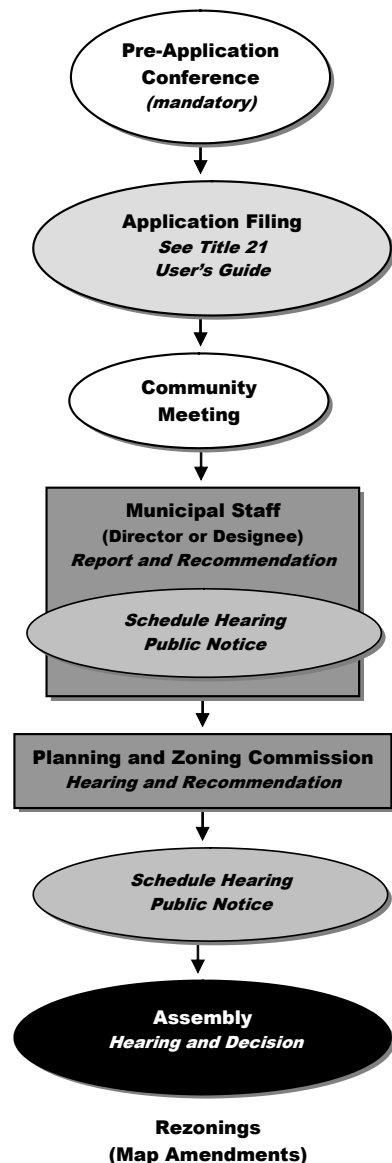 Pre-Application
Conference
(mandatory)
Application Filing
See Title 21
User's Guide
Community
Meeting
Municipal Staff
(Director or Designee)
Report and Recommendation
Schedule Hearing
Public Notice
Planning and Zoning Commission
Hearing and Recommendation
Schedule Hearing
Public Notice
Assembly
Hearing and Decision
Rezonings
(Map Amendments)